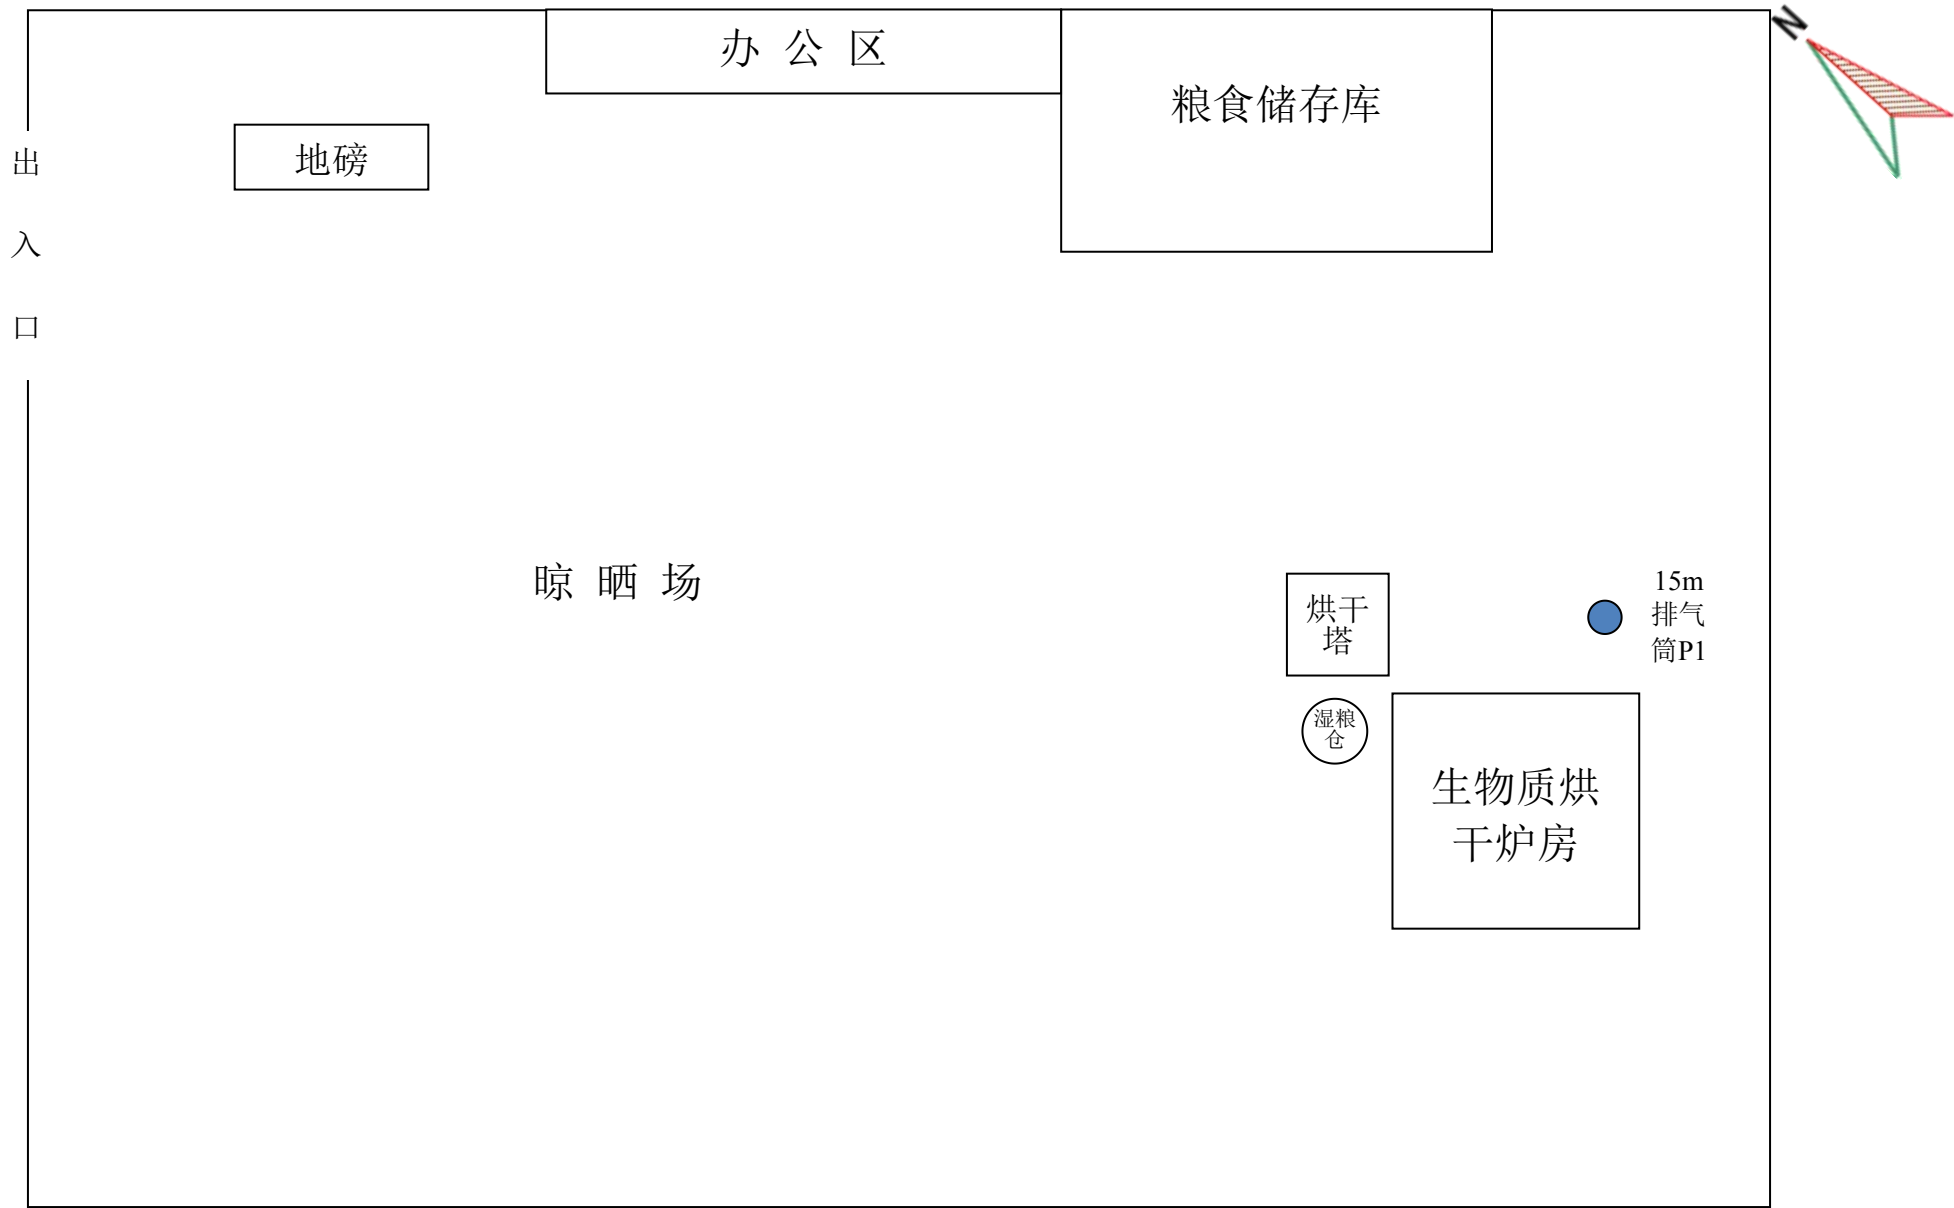 办 公 区
N
粮食储存库
地磅
出
入
口
晾 晒 场
烘干
塔
15m
排气
筒P1
湿粮
仓
生物质烘
干炉房